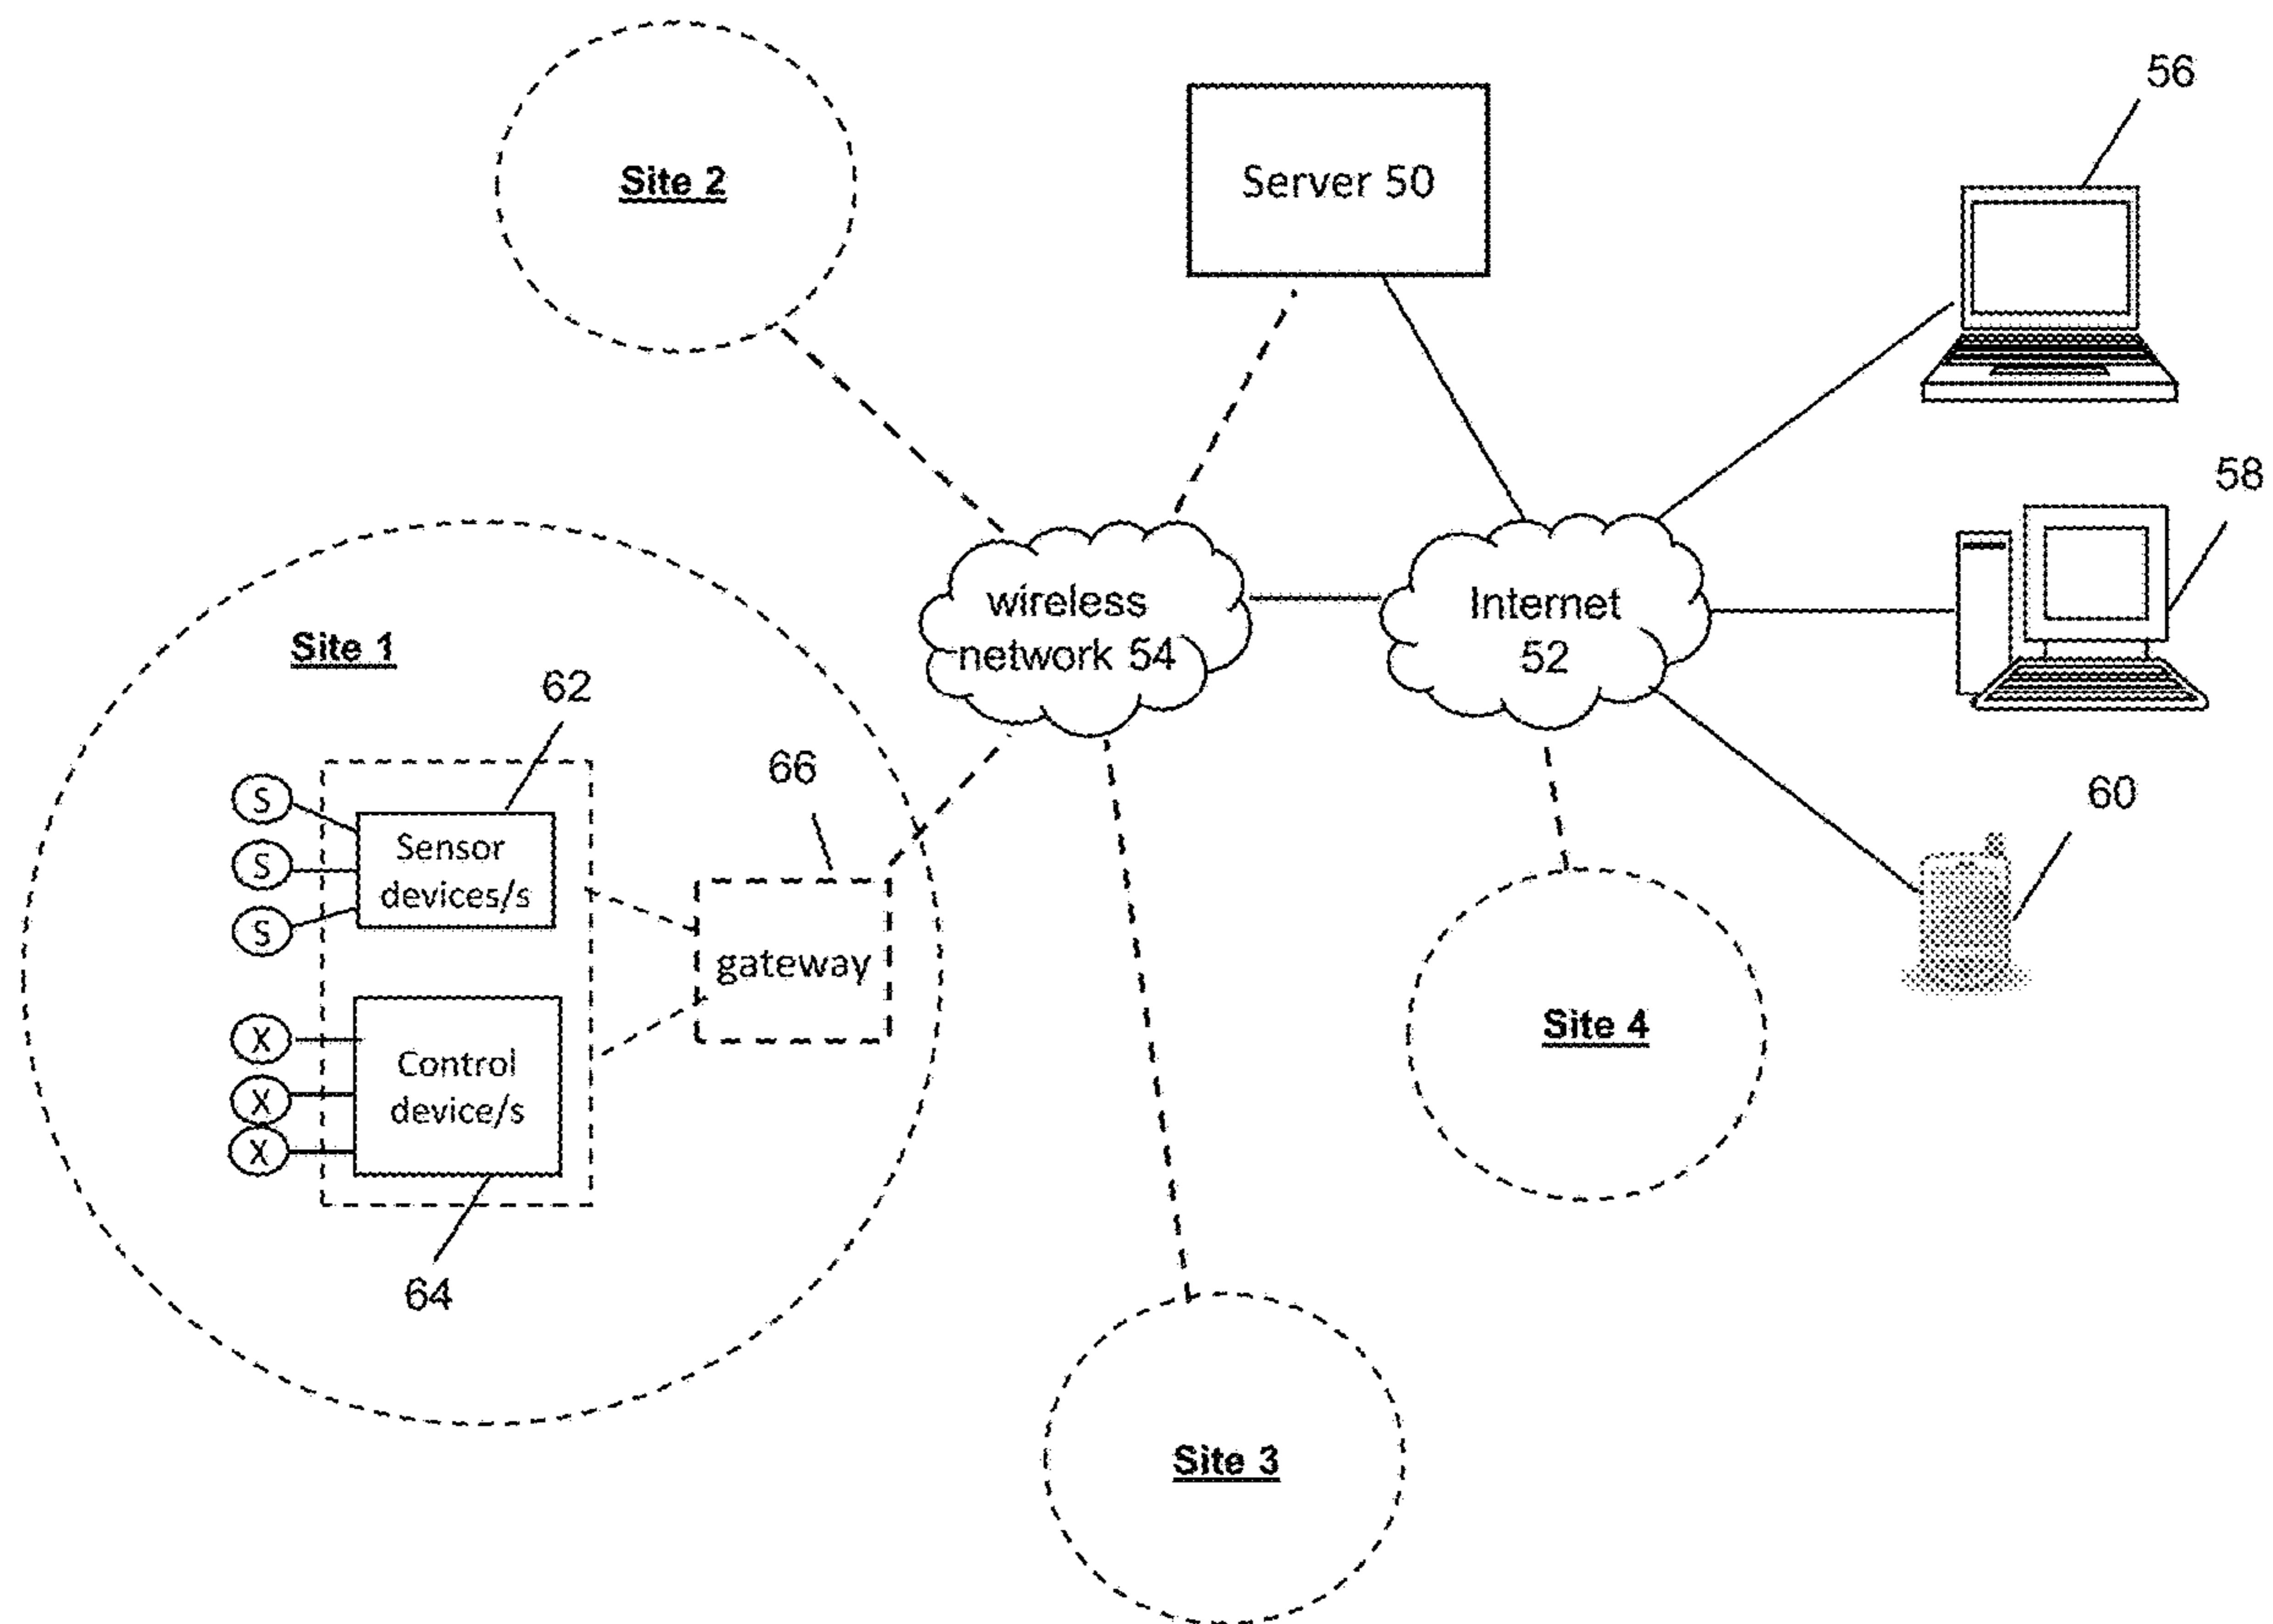 56
Site 2
Server 50
58
wireless
network 54
Internet
52
Site 1
62
66
60
S
S
S
Sensor
devices/s
gateway
X
X
X
Control
device/s
Site 4
64
Site 3